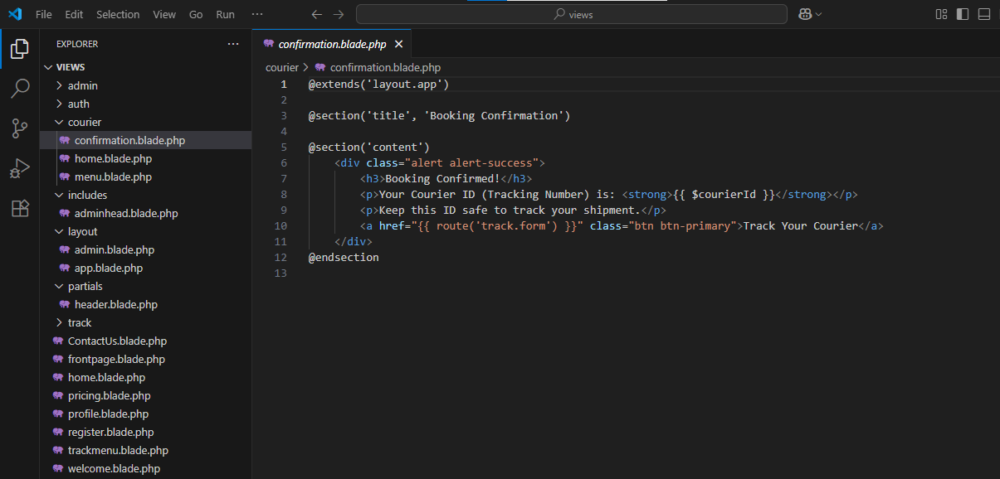 File Edit Selection View Go Run ···
views
EXPLORER ···
VIEWS
admin
auth
courier
confirmation.blade.php
home.blade.php
menu.blade.php
includes
adminhead.blade.php
layout
admin.blade.php
app.blade.php
partials
header.blade.php
track
ContactUs.blade.php
frontpage.blade.php
home.blade.php
pricing.blade.php
profile.blade.php
register.blade.php
trackmenu.blade.php
welcome.blade.php
confirmation.blade.php
courier > confirmation.blade.php
1 @extends('layout.app')
2
3 @section('title', 'Booking Confirmation')
4
5 @section('content')
6 <div class="alert alert-success">
7 <h3>Booking Confirmed!</h3>
8 <p>Your Courier ID (Tracking Number) is: <strong>{{ $courierId }}</strong></p>
9 <p>Keep this ID safe to track your shipment.</p>
10 <a href="{{ route('track.form') }}" class="btn btn-primary">Track Your Courier</a>
11 </div>
12 @endsection
13